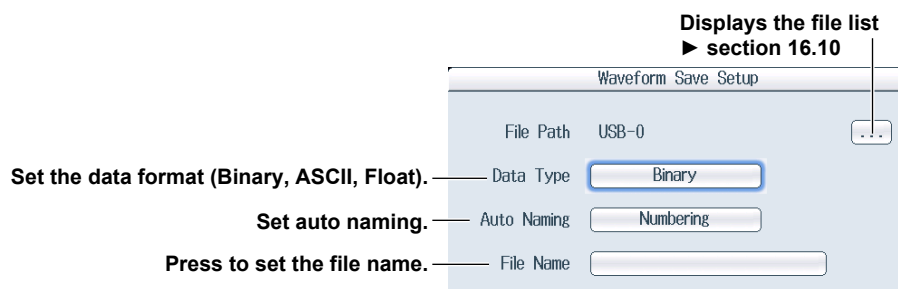 Displays the file list
► section 16.10
Waveform Save Setup
File Path USB-0 ...
Set the data format (Binary, ASCII, Float). Data Type Binary
Set auto naming. Auto Naming Numbering
Press to set the file name. File Name